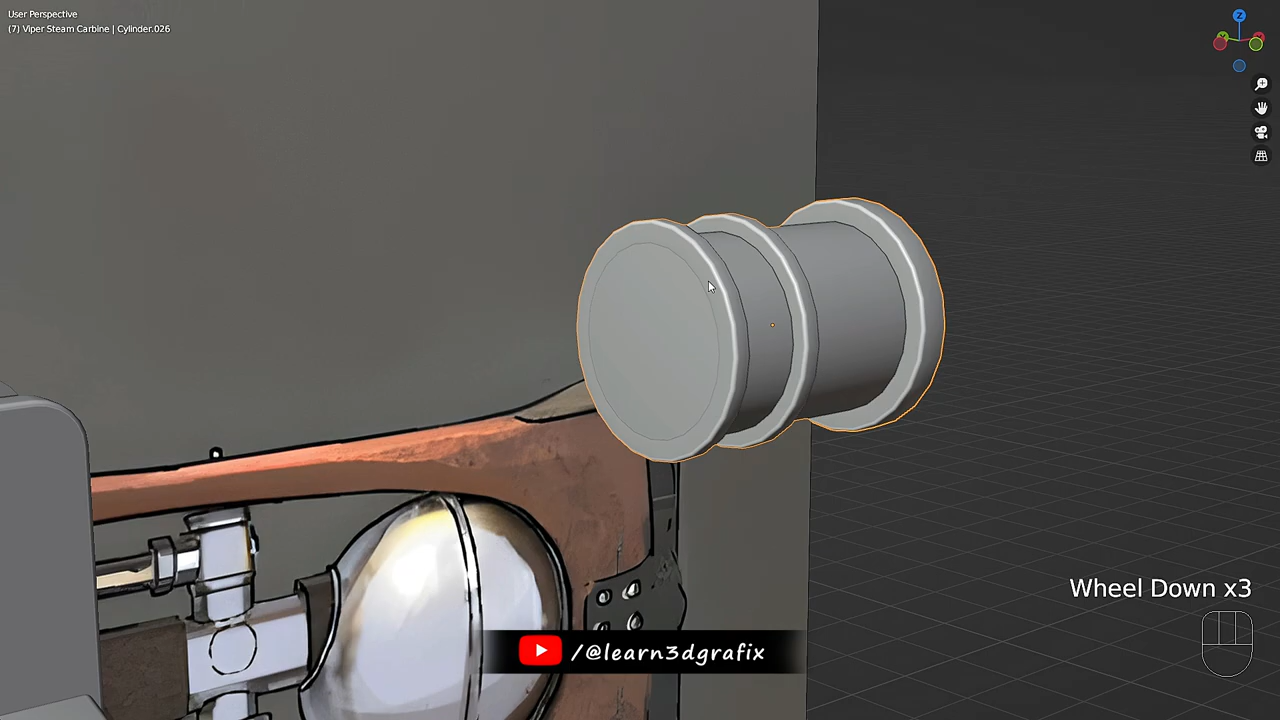 User Perspective
(7) Viper Steam Carbine | Cylinder.026
Z
Wheel Down x3
/@learn3dgrafix